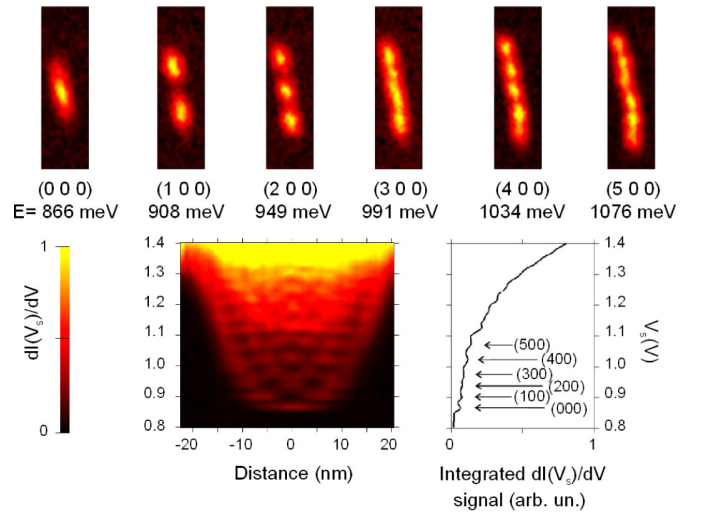 (0 0 0) (1 0 0) (2 0 0) (3 0 0) (4 0 0) (5 0 0)
E= 866 meV 908 meV 949 meV 991 meV 1034 meV 1076 meV
dI(Vₛ)/dV
1
0
1.4
1.3
1.2
1.1
1.0
0.9
0.8
-20 -10 0 10 20
Distance (nm)
(500)
(400)
(300)
(200)
(100)
(000)
1.4
1.3
1.2
1.1
1.0
0.9
0.8
Vₛ(V)
0 1
Integrated dI(Vₛ)/dV
signal (arb. un.)